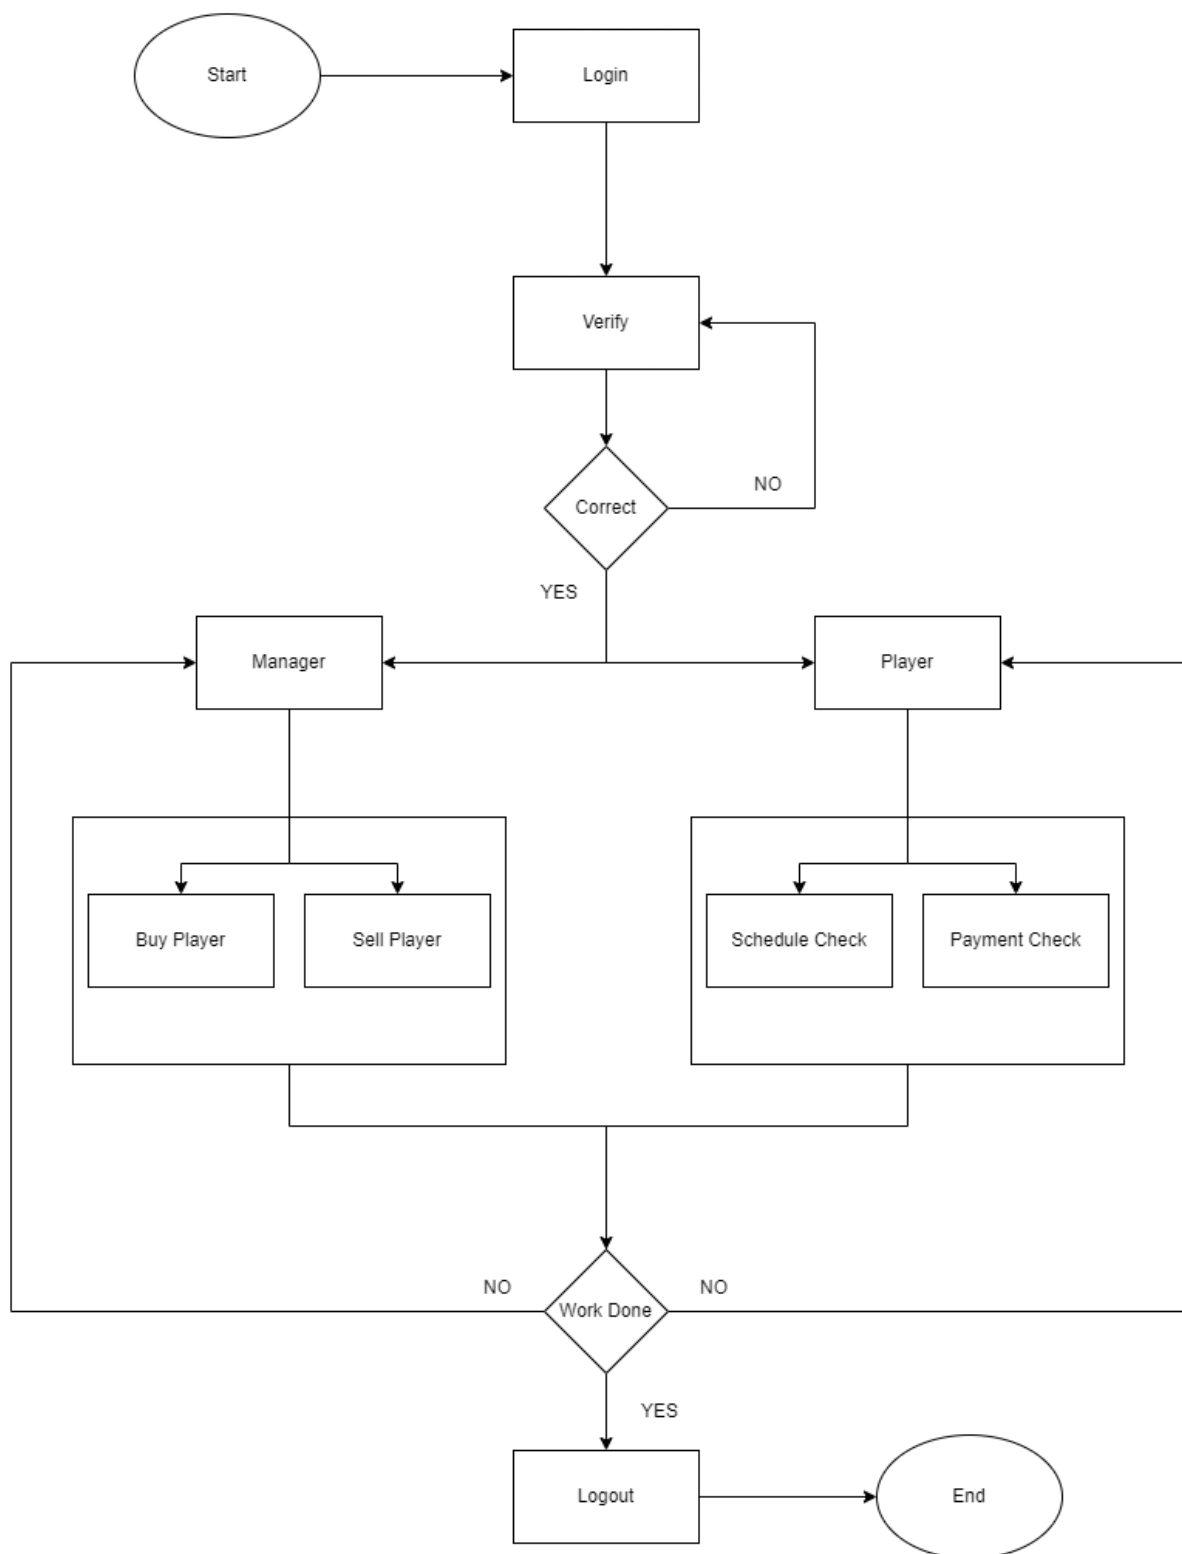 Start
Login
Verify
Correct
NO
YES
Manager
Player
Buy Player
Sell Player
Schedule Check
Payment Check
NO
Work Done
NO
YES
Logout
End